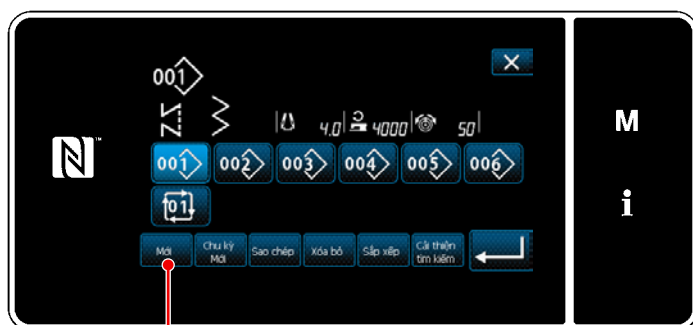 001
4.0 4000 50
M
001 002 003 004 005 006
i
01
Mới Chu kỳ Mới Sao chép Xóa bỏ Sắp xếp Cải thiện tìm kiếm